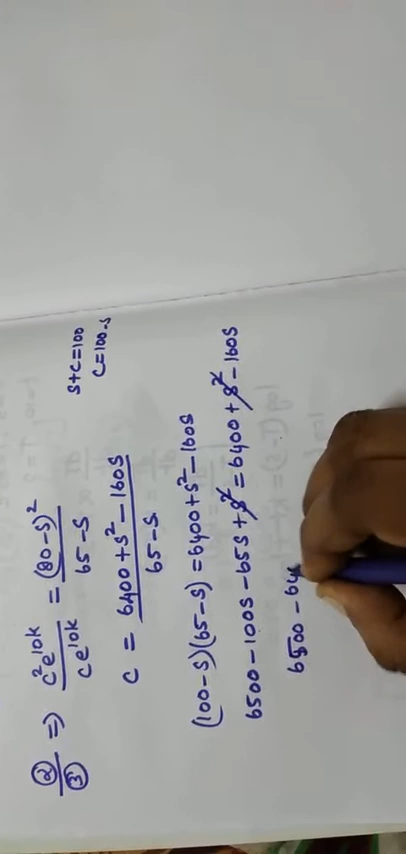 ②/③ ⇒ c²e^10k / ce^10k = (80-s)² / 65-s
s+c=100
c=100-s
c = 6400+s²-160s / 65-s
(100-s)(65-s) = 6400+s²-160s
6500-100s-65s+s² = 6400+s²-160s
6500-64